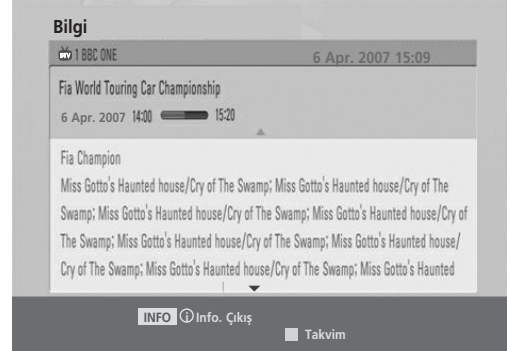 Bilgi
DTV 1 BBC ONE 6 Apr. 2007 15:09
Fia World Touring Car Championship
6 Apr. 2007 14:00 15:20
Fia Champion
Miss Gotto's Haunted house/Cry of The Swamp; Miss Gotto's Haunted house/Cry of The
Swamp; Miss Gotto's Haunted house/Cry of The Swamp; Miss Gotto's Haunted house/Cry of
The Swamp; Miss Gotto's Haunted house/Cry of The Swamp; Miss Gotto's Haunted house/
Cry of The Swamp; Miss Gotto's Haunted house/Cry of The Swamp; Miss Gotto's Haunted
INFO i Info. Çıkış
Takvim